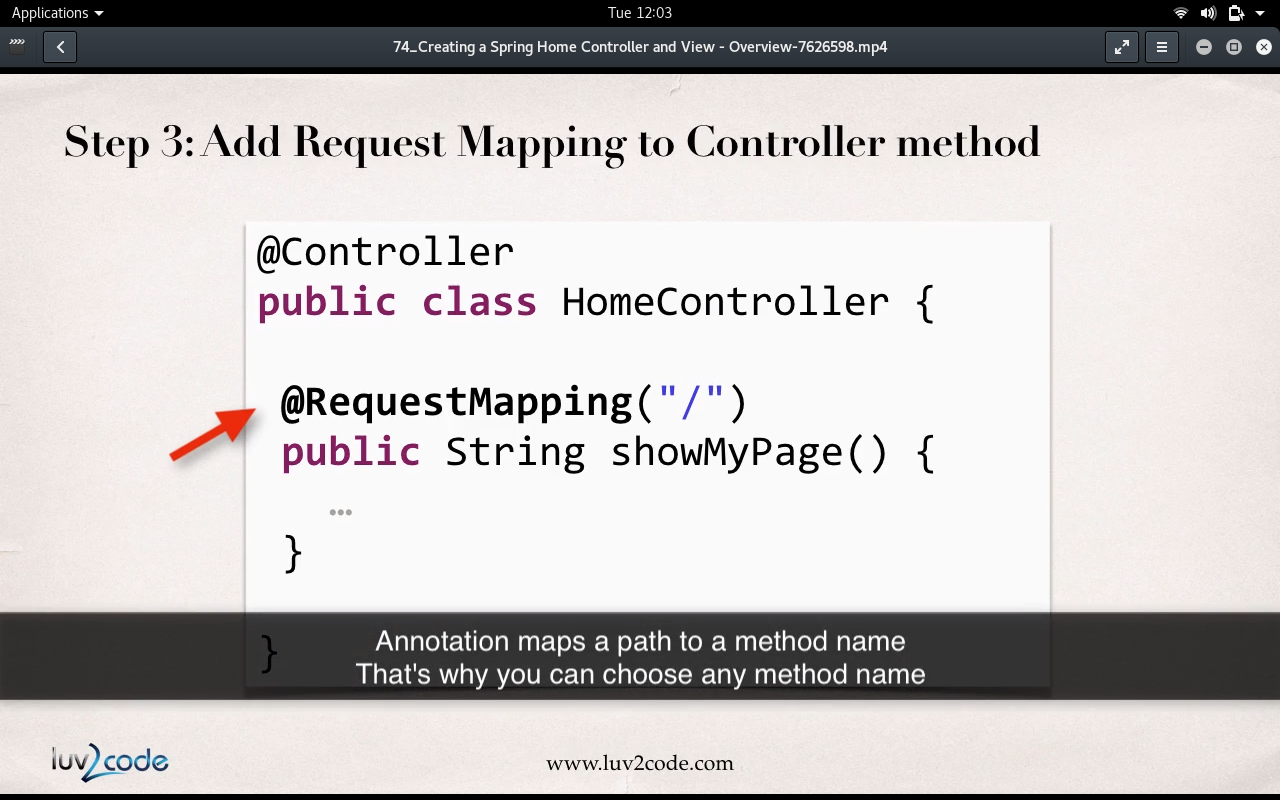 Applications
Tue 12:03
74_Creating a Spring Home Controller and View - Overview-7626598.mp4
Step 3: Add Request Mapping to Controller method
@Controller
public class HomeController {
@RequestMapping("/")
public String showMyPage() {
...
}
}
Annotation maps a path to a method name
That's why you can choose any method name
luv2code
www.luv2code.com